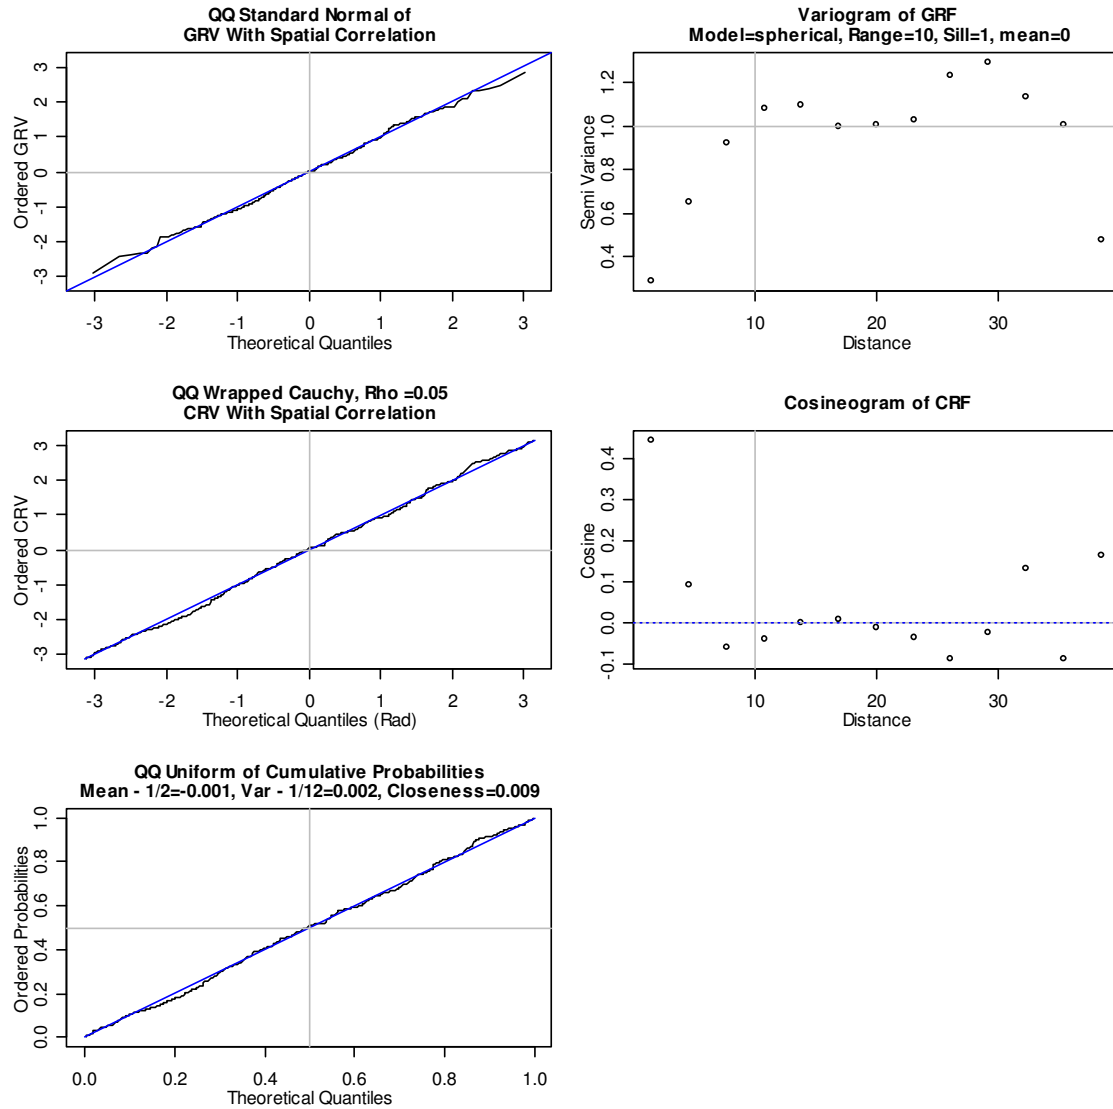 QQ Standard Normal of
GRV With Spatial Correlation
Ordered GRV
3
2
1
0
-1
-2
-3
-3 -2 -1 0 1 2 3
Theoretical Quantiles
Variogram of GRF
Model=spherical, Range=10, Sill=1, mean=0
Semi Variance
1.2
1.0
0.8
0.6
0.4
10 20 30
Distance
QQ Wrapped Cauchy, Rho =0.05
CRV With Spatial Correlation
Ordered CRV
3
2
1
0
-1
-2
-3
-3 -2 -1 0 1 2 3
Theoretical Quantiles (Rad)
Cosineogram of CRF
Cosine
0.4
0.3
0.2
0.1
0.0
-0.1
10 20 30
Distance
QQ Uniform of Cumulative Probabilities
Mean - 1/2=-0.001, Var - 1/12=0.002, Closeness=0.009
Ordered Probabilities
1.0
0.8
0.6
0.4
0.2
0.0
0.0 0.2 0.4 0.6 0.8 1.0
Theoretical Quantiles